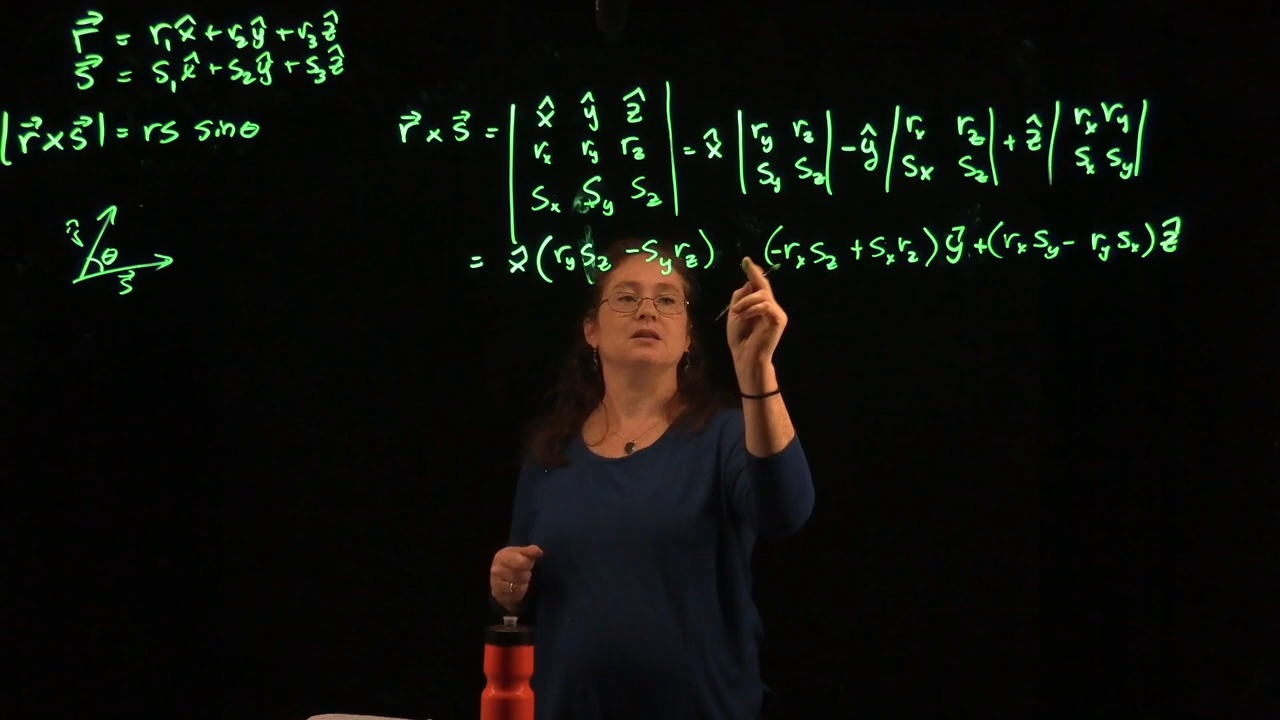 r⃗ = r₁x̂ + r₂ŷ + r₃ẑ
s⃗ = s₁x̂ + s₂ŷ + s₃ẑ
|r⃗ × s⃗| = rs sinθ
r⃗ × s⃗ = | x̂ ŷ ẑ | = x̂ | r_y r_z | - ŷ | r_x r_z | + ẑ | r_x r_y |
| r_x r_y r_z | | s_y s_z | | s_x s_z | | s_x s_y |
| s_x s_y s_z |
= x̂ (r_y s_z - s_y r_z) (-r_x s_z + s_x r_z) ŷ + (r_x s_y - r_y s_x) ẑ
r⃗
θ
s⃗